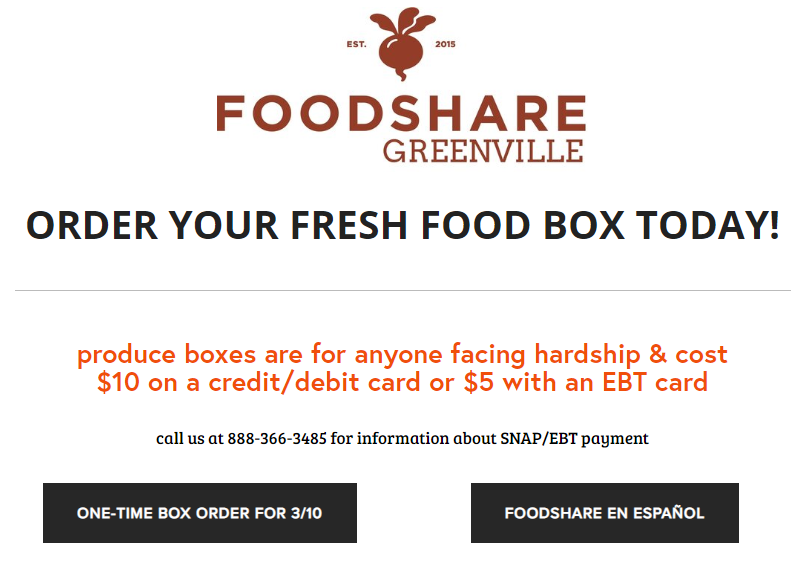 EST. 2015
FOODSHARE
GREENVILLE
ORDER YOUR FRESH FOOD BOX TODAY!
produce boxes are for anyone facing hardship & cost
$10 on a credit/debit card or $5 with an EBT card
call us at 888-366-3485 for information about SNAP/EBT payment
ONE-TIME BOX ORDER FOR 3/10
FOODSHARE EN ESPAÑOL